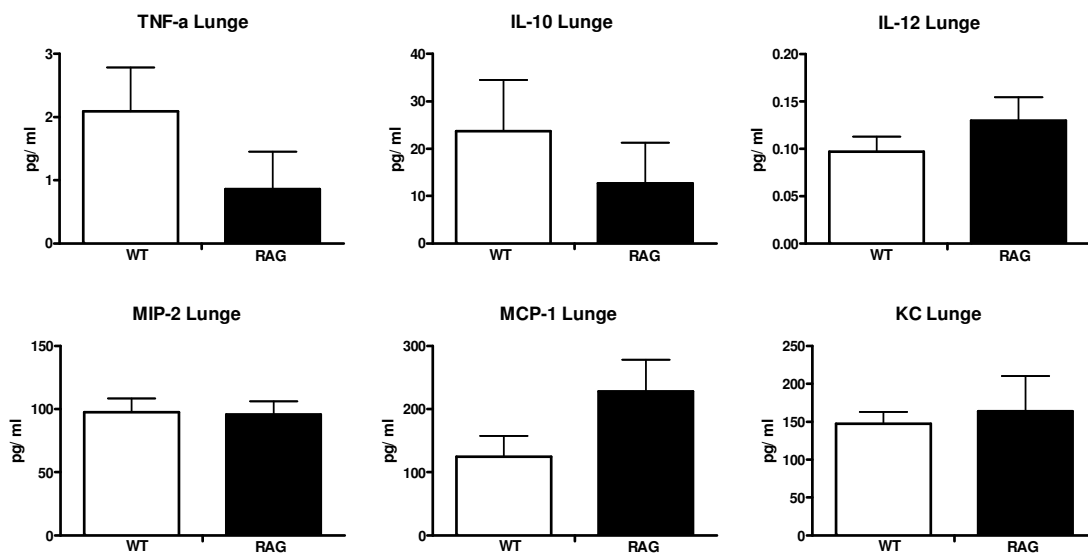 TNF-a Lunge
3
2
1
0
pg/ ml
WT
RAG
IL-10 Lunge
40
30
20
10
0
pg/ ml
WT
RAG
IL-12 Lunge
0.20
0.15
0.10
0.05
0.00
pg/ ml
WT
RAG
MIP-2 Lunge
150
100
50
0
pg/ ml
WT
RAG
MCP-1 Lunge
300
200
100
0
pg/ ml
WT
RAG
KC Lunge
250
200
150
100
50
0
pg/ ml
WT
RAG